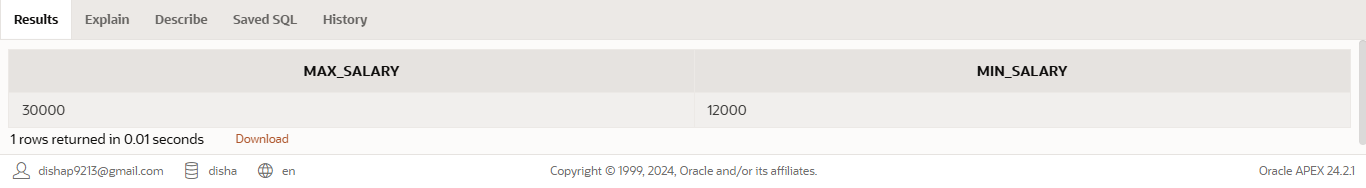 Results Explain Describe Saved SQL History
MAX_SALARY MIN_SALARY
30000 12000
1 rows returned in 0.01 seconds Download
dishap9213@gmail.com disha en Copyright © 1999, 2024, Oracle and/or its affiliates. Oracle APEX 24.2.1